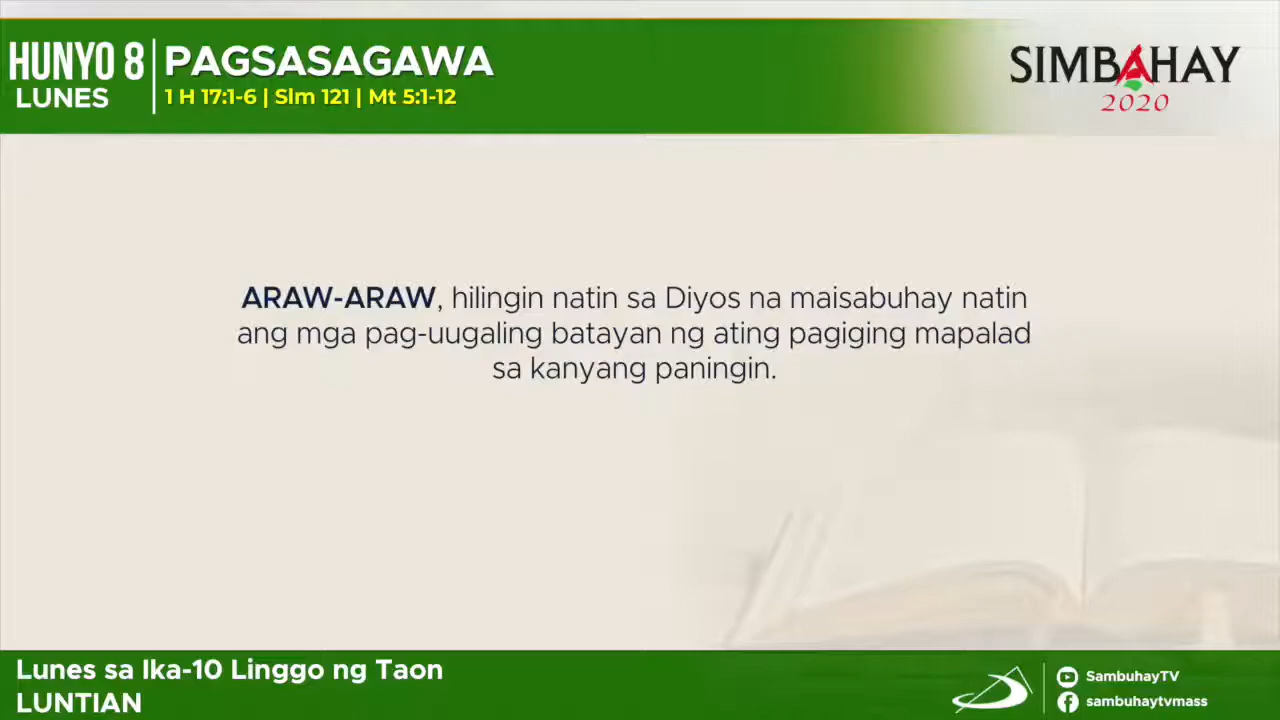 HUNYO 8
LUNES
PAGSASAGAWA
1 H 17:1-6 | Slm 121 | Mt 5:1-12
SIMBAHAY
2020
ARAW-ARAW, hilingin natin sa Diyos na maisabuhay natin
ang mga pag-uugaling batayan ng ating pagiging mapalad
sa kanyang paningin.
Lunes sa Ika-10 Linggo ng Taon
LUNTIAN
SambuhayTV
sambuhaytvmass